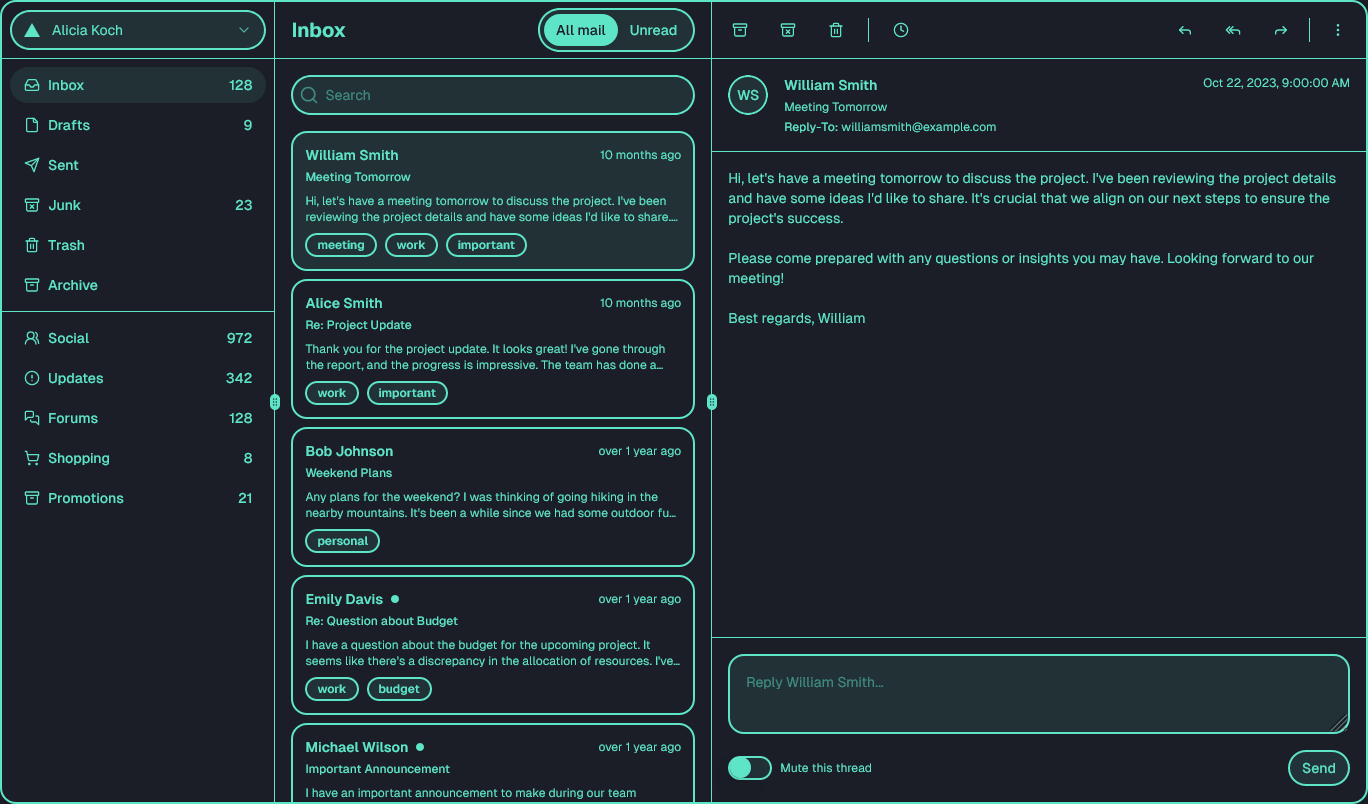 Alicia Koch
Inbox 128
Drafts 9
Sent
Junk 23
Trash
Archive
Social 972
Updates 342
Forums 128
Shopping 8
Promotions 21
Inbox
All mail Unread
Search
William Smith 10 months ago
Meeting Tomorrow
Hi, let's have a meeting tomorrow to discuss the project. I've been
reviewing the project details and have some ideas I'd like to share....
meeting work important
Alice Smith 10 months ago
Re: Project Update
Thank you for the project update. It looks great! I've gone through
the report, and the progress is impressive. The team has done a...
work important
Bob Johnson over 1 year ago
Weekend Plans
Any plans for the weekend? I was thinking of going hiking in the
nearby mountains. It's been a while since we had some outdoor fu...
personal
Emily Davis over 1 year ago
Re: Question about Budget
I have a question about the budget for the upcoming project. It
seems like there's a discrepancy in the allocation of resources. I've...
work budget
Michael Wilson over 1 year ago
Important Announcement
I have an important announcement to make during our team
WS
William Smith Oct 22, 2023, 9:00:00 AM
Meeting Tomorrow
Reply-To: williamsmith@example.com
Hi, let's have a meeting tomorrow to discuss the project. I've been reviewing the project details
and have some ideas I'd like to share. It's crucial that we align on our next steps to ensure the
project's success.
Please come prepared with any questions or insights you may have. Looking forward to our
meeting!
Best regards, William
Reply William Smith...
Mute this thread Send